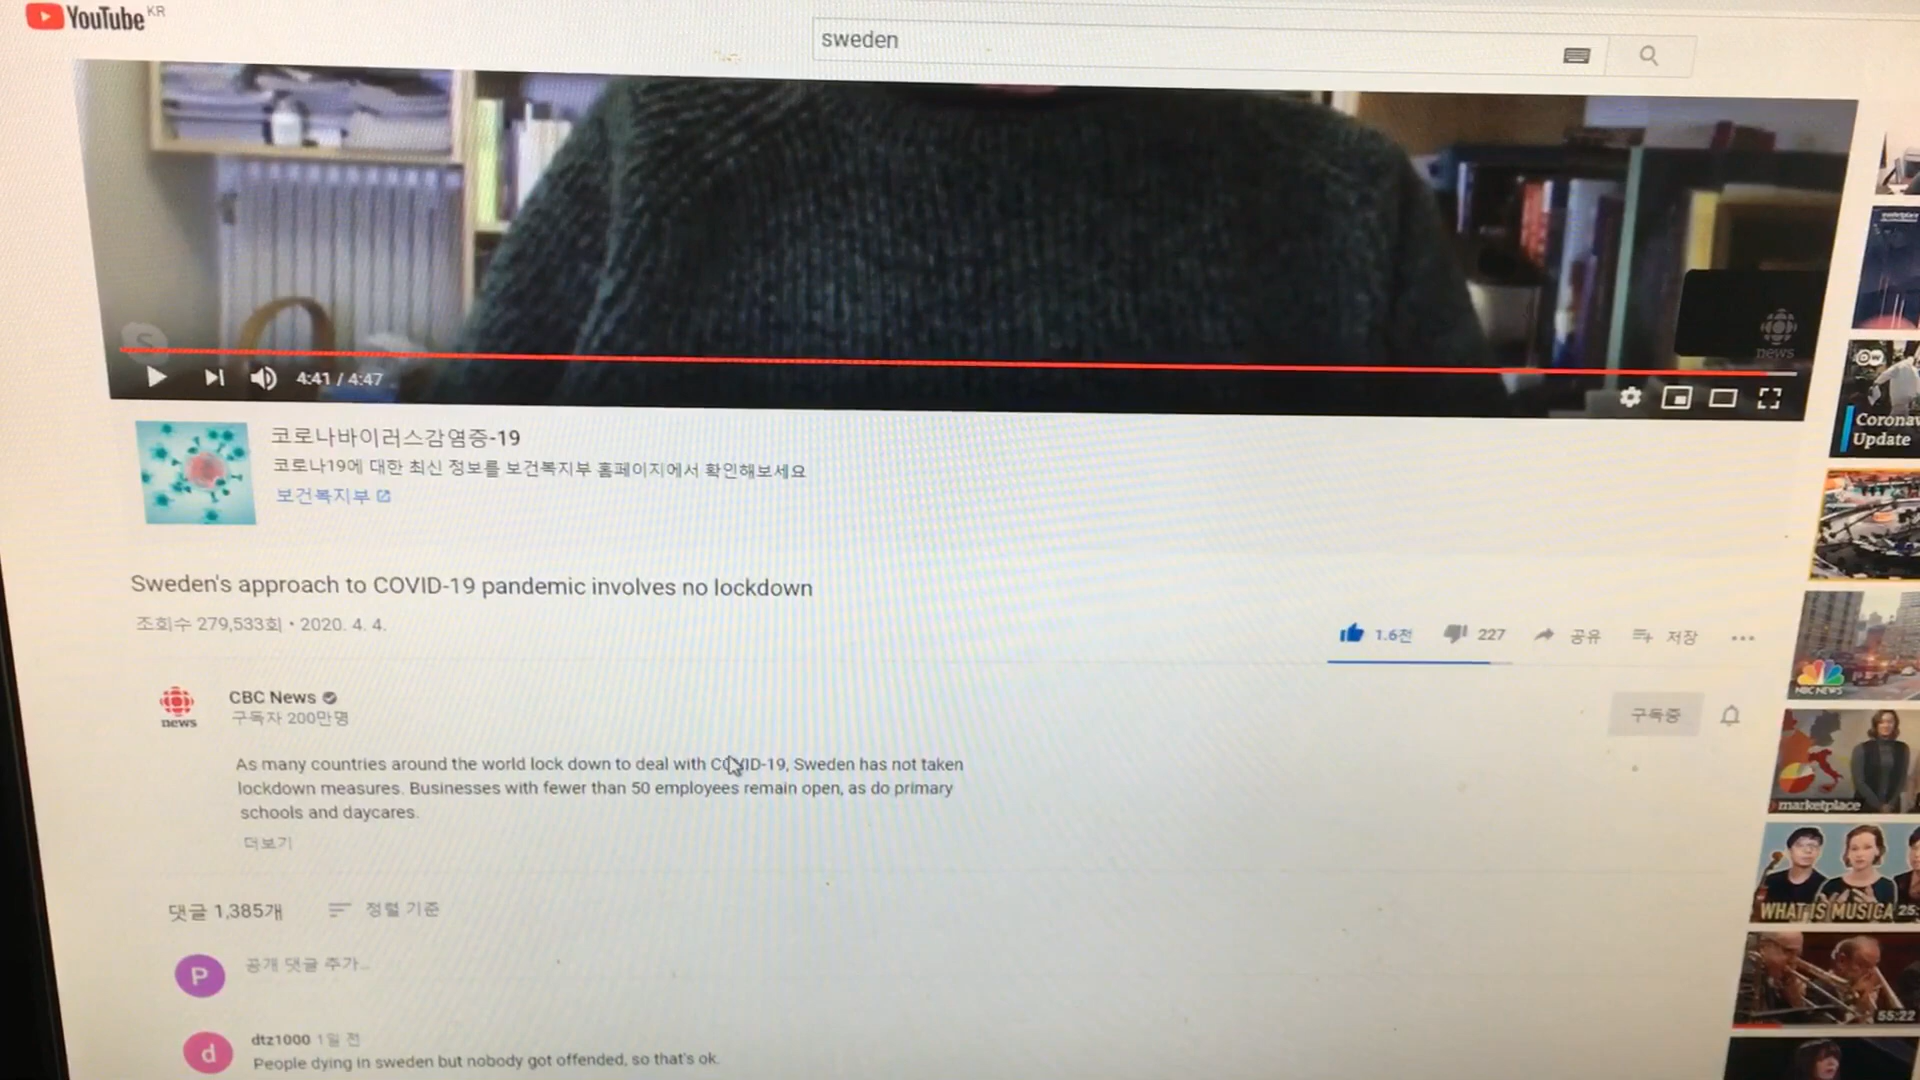 YouTube KR
sweden
news
4:41 / 4:47
코로나바이러스감염증-19
코로나19에 대한 최신 정보를 보건복지부 홈페이지에서 확인해보세요
보건복지부
Sweden's approach to COVID-19 pandemic involves no lockdown
조회수 279,533회 • 2020. 4. 4.
1.6천 227 공유 저장
CBC News
news
구독자 200만명
구독중
As many countries around the world lock down to deal with COVID-19, Sweden has not taken
lockdown measures. Businesses with fewer than 50 employees remain open, as do primary
schools and daycares.
더보기
댓글 1,385개 정렬 기준
P
공개 댓글 추가...
d
dtz1000 1일 전
People dying in sweden but nobody got offended, so that's ok.
DW
Corona
Update
NBC NEWS
marketplace
WHAT IS MUSICA 25:
55:22